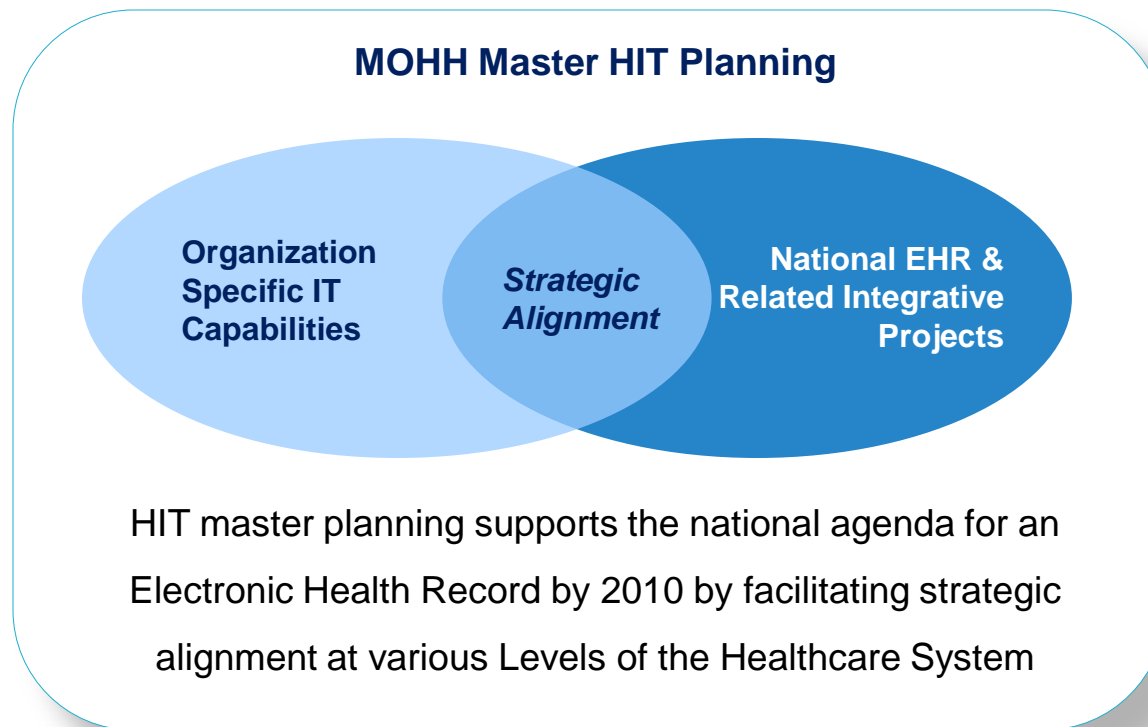 MOHH Master HIT Planning
Organization
Specific IT
Capabilities
Strategic
Alignment
National EHR &
Related Integrative
Projects
HIT master planning supports the national agenda for an
Electronic Health Record by 2010 by facilitating strategic
alignment at various Levels of the Healthcare System